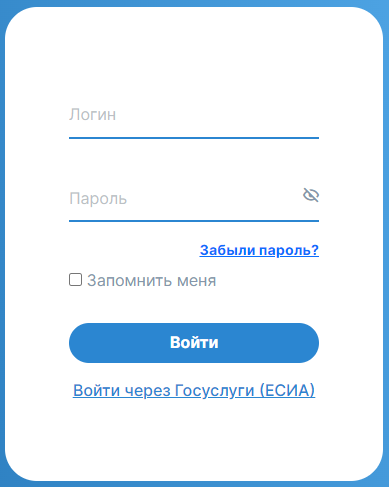 Логин
Пароль
Забыли пароль?
Запомнить меня
Войти
Войти через Госуслуги (ЕСИА)